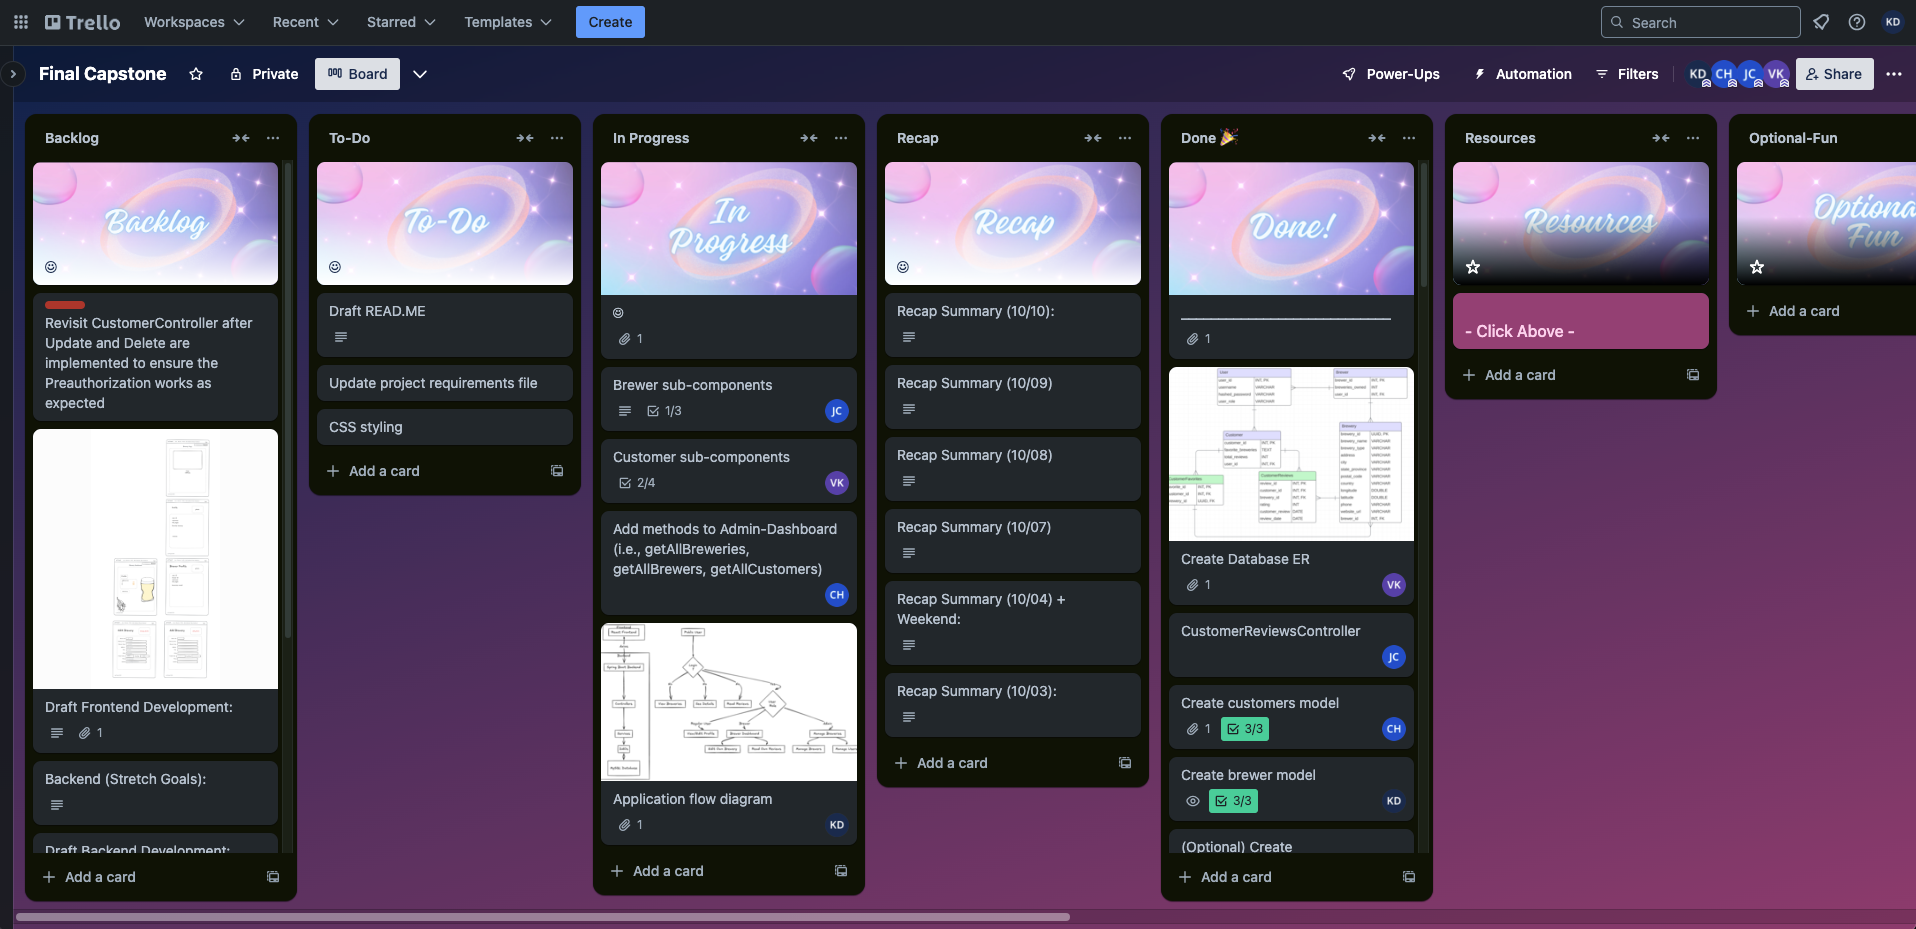 Trello
Workspaces
Recent
Starred
Templates
Create
Search
KD
Final Capstone
Private
Board
Power-Ups
Automation
Filters
KD
CH
JC
VK
Share
Backlog
Backlog
Revisit CustomerController after
Update and Delete are
implemented to ensure the
Preauthorization works as
expected
Draft Frontend Development:
1
Backend (Stretch Goals):
Draft Backend Development:
Add a card
To-Do
To-Do
Draft READ.ME
Update project requirements file
CSS styling
Add a card
In Progress
In
Progress
1
Brewer sub-components
1/3
JC
Customer sub-components
2/4
VK
Add methods to Admin-Dashboard
(i.e., getAllBreweries,
getAllBrewers, getAllCustomers)
CH
Application flow diagram
1
KD
Add a card
Recap
Recap
Recap Summary (10/10):
Recap Summary (10/09)
Recap Summary (10/08)
Recap Summary (10/07)
Recap Summary (10/04) +
Weekend:
Recap Summary (10/03):
Add a card
Done 🎉
Done!
1
Create Database ER
1
VK
CustomerReviewsController
JC
Create customers model
1
3/3
CH
Create brewer model
3/3
KD
(Optional) Create
Add a card
Resources
Resources
- Click Above -
Add a card
Optional-Fun
Optiona
Fun
Add a card